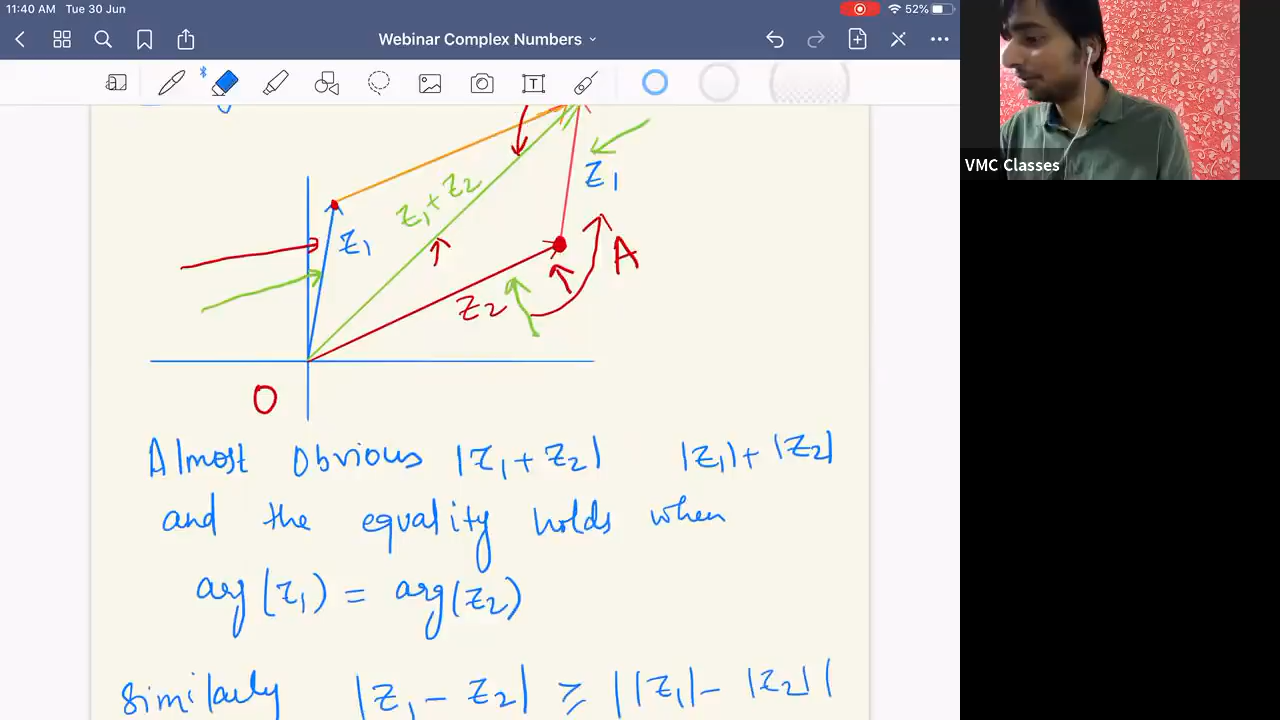 11:40 AM Tue 30 Jun
52%
Webinar Complex Numbers
T
VMC Classes
z1
z1 + z2
z1
A
z2
O
Almost obvious |z1 + z2| |z1| + |z2|
and the equality holds when
arg(z1) = arg(z2)
Similarly |z1 - z2| ≥ ||z1| - |z2||